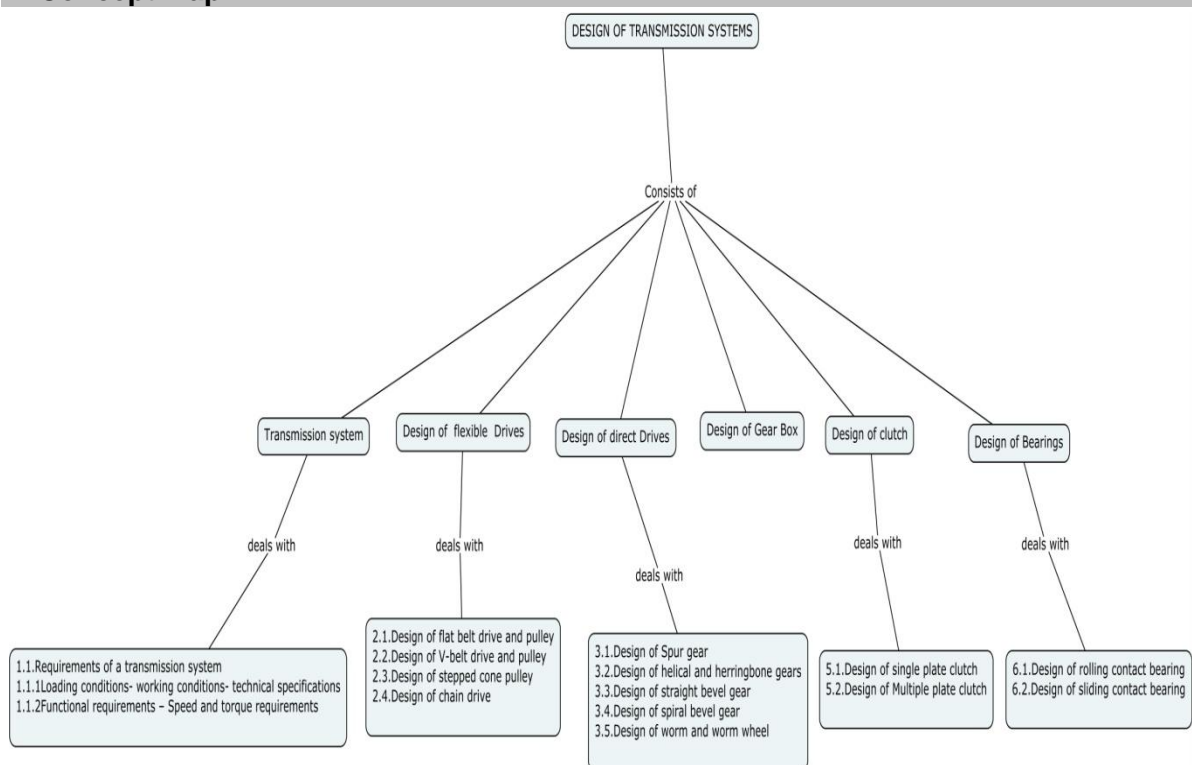 DESIGN OF TRANSMISSION SYSTEMS
Consists of
Transmission system
Design of flexible Drives
Design of direct Drives
Design of Gear Box
Design of clutch
Design of Bearings
deals with
deals with
deals with
deals with
deals with
1.1.Requirements of a transmission system
1.1.1Loading conditions- working conditions- technical specifications
1.1.2Functional requirements – Speed and torque requirements
2.1.Design of flat belt drive and pulley
2.2.Design of V-belt drive and pulley
2.3.Design of stepped cone pulley
2.4.Design of chain drive
3.1.Design of Spur gear
3.2.Design of helical and herringbone gears
3.3.Design of straight bevel gear
3.4.Design of spiral bevel gear
3.5.Design of worm and worm wheel
5.1.Design of single plate clutch
5.2.Design of Multiple plate clutch
6.1.Design of rolling contact bearing
6.2.Design of sliding contact bearing